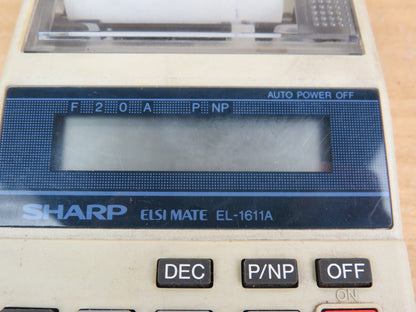 AUTO POWER OFF
F 2 0 A P NP
SHARP ELSI MATE EL-1611A
DEC P/NP OFF
ON